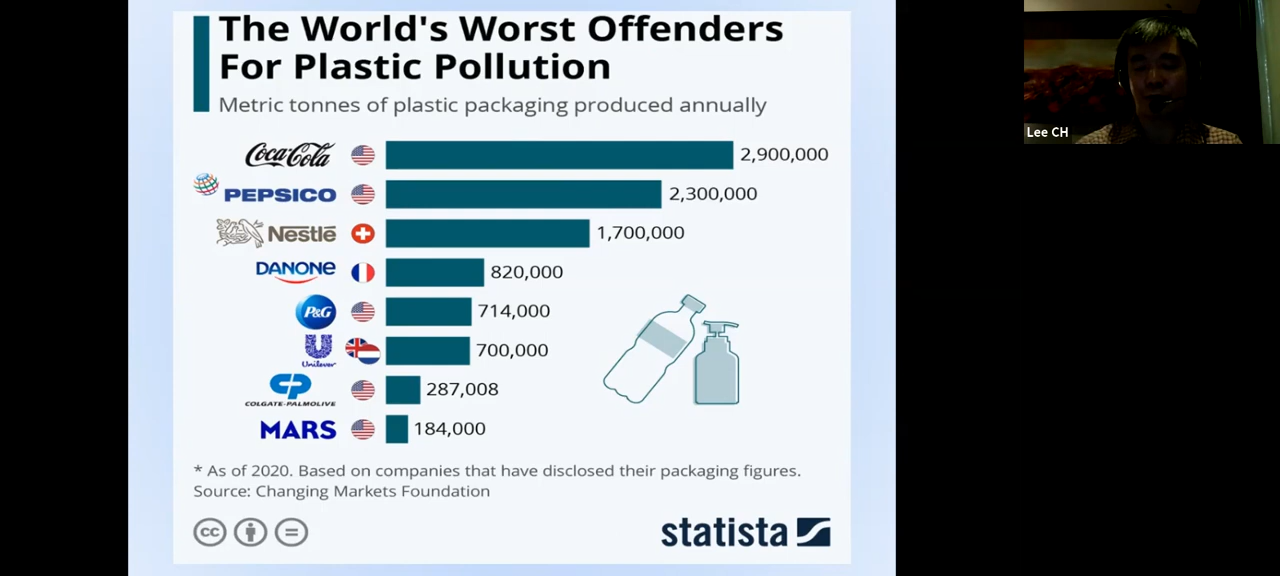 The World's Worst Offenders
For Plastic Pollution
Metric tonnes of plastic packaging produced annually
Coca-Cola 2,900,000
PEPSICO 2,300,000
Nestlé 1,700,000
DANONE 820,000
P&G 714,000
Unilever 700,000
CP
COLGATE-PALMOLIVE 287,008
MARS 184,000
* As of 2020. Based on companies that have disclosed their packaging figures.
Source: Changing Markets Foundation
cc
statista
Lee CH